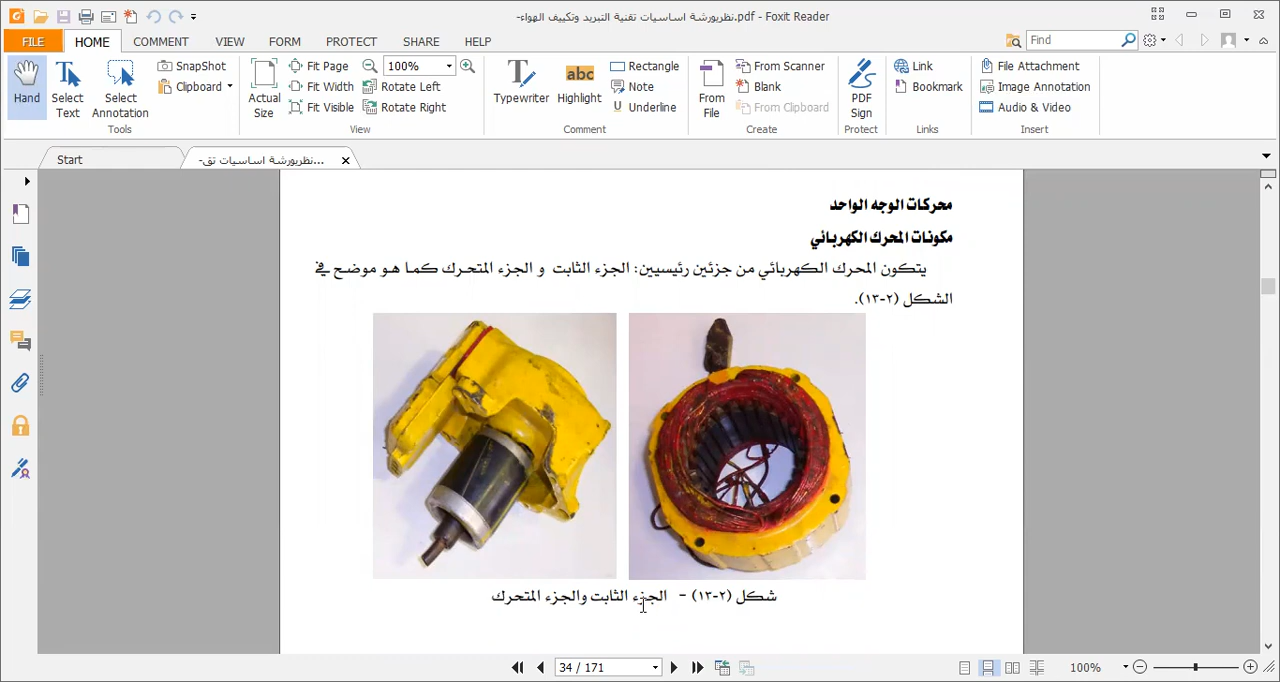 نظريورشة اساسيات تقنية التبريد وتكييف الهواء-.pdf - Foxit Reader
FILE HOME COMMENT VIEW FORM PROTECT SHARE HELP Find
Hand
Select Text
Select Annotation
SnapShot
Clipboard
Tools
Actual Size
Fit Page
Fit Width
Fit Visible
100%
Rotate Left
Rotate Right
View
Typewriter
Highlight
Rectangle
Note
Underline
Comment
From File
From Scanner
Blank
From Clipboard
Create
PDF Sign
Protect
Link
Bookmark
Links
File Attachment
Image Annotation
Audio & Video
Insert
Start
نظريورشة اساسيات تق...-
محركات الوجه الواحد
مكونات المحرك الكهربائي
يتكون المحرك الكهربائي من جزئين رئيسيين: الجزء الثابت و الجزء المتحرك كما هو موضح في
الشكل (٢-١٣).
شكل (٢-١٣) - الجزء الثابت والجزء المتحرك
34 / 171
100%